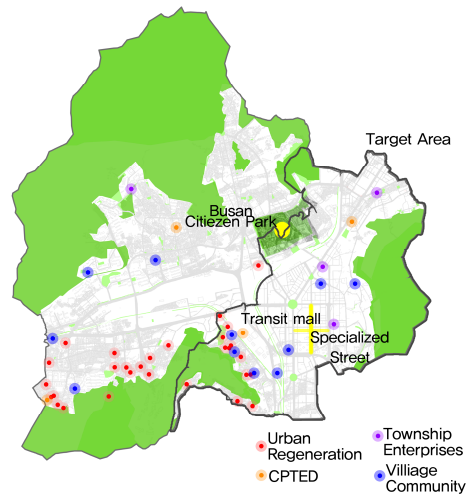 Target Area
Busan
Citiezen Park
Transit mall
Specialized
Street
Urban
Regeneration
CPTED
Township
Enterprises
Villiage
Community